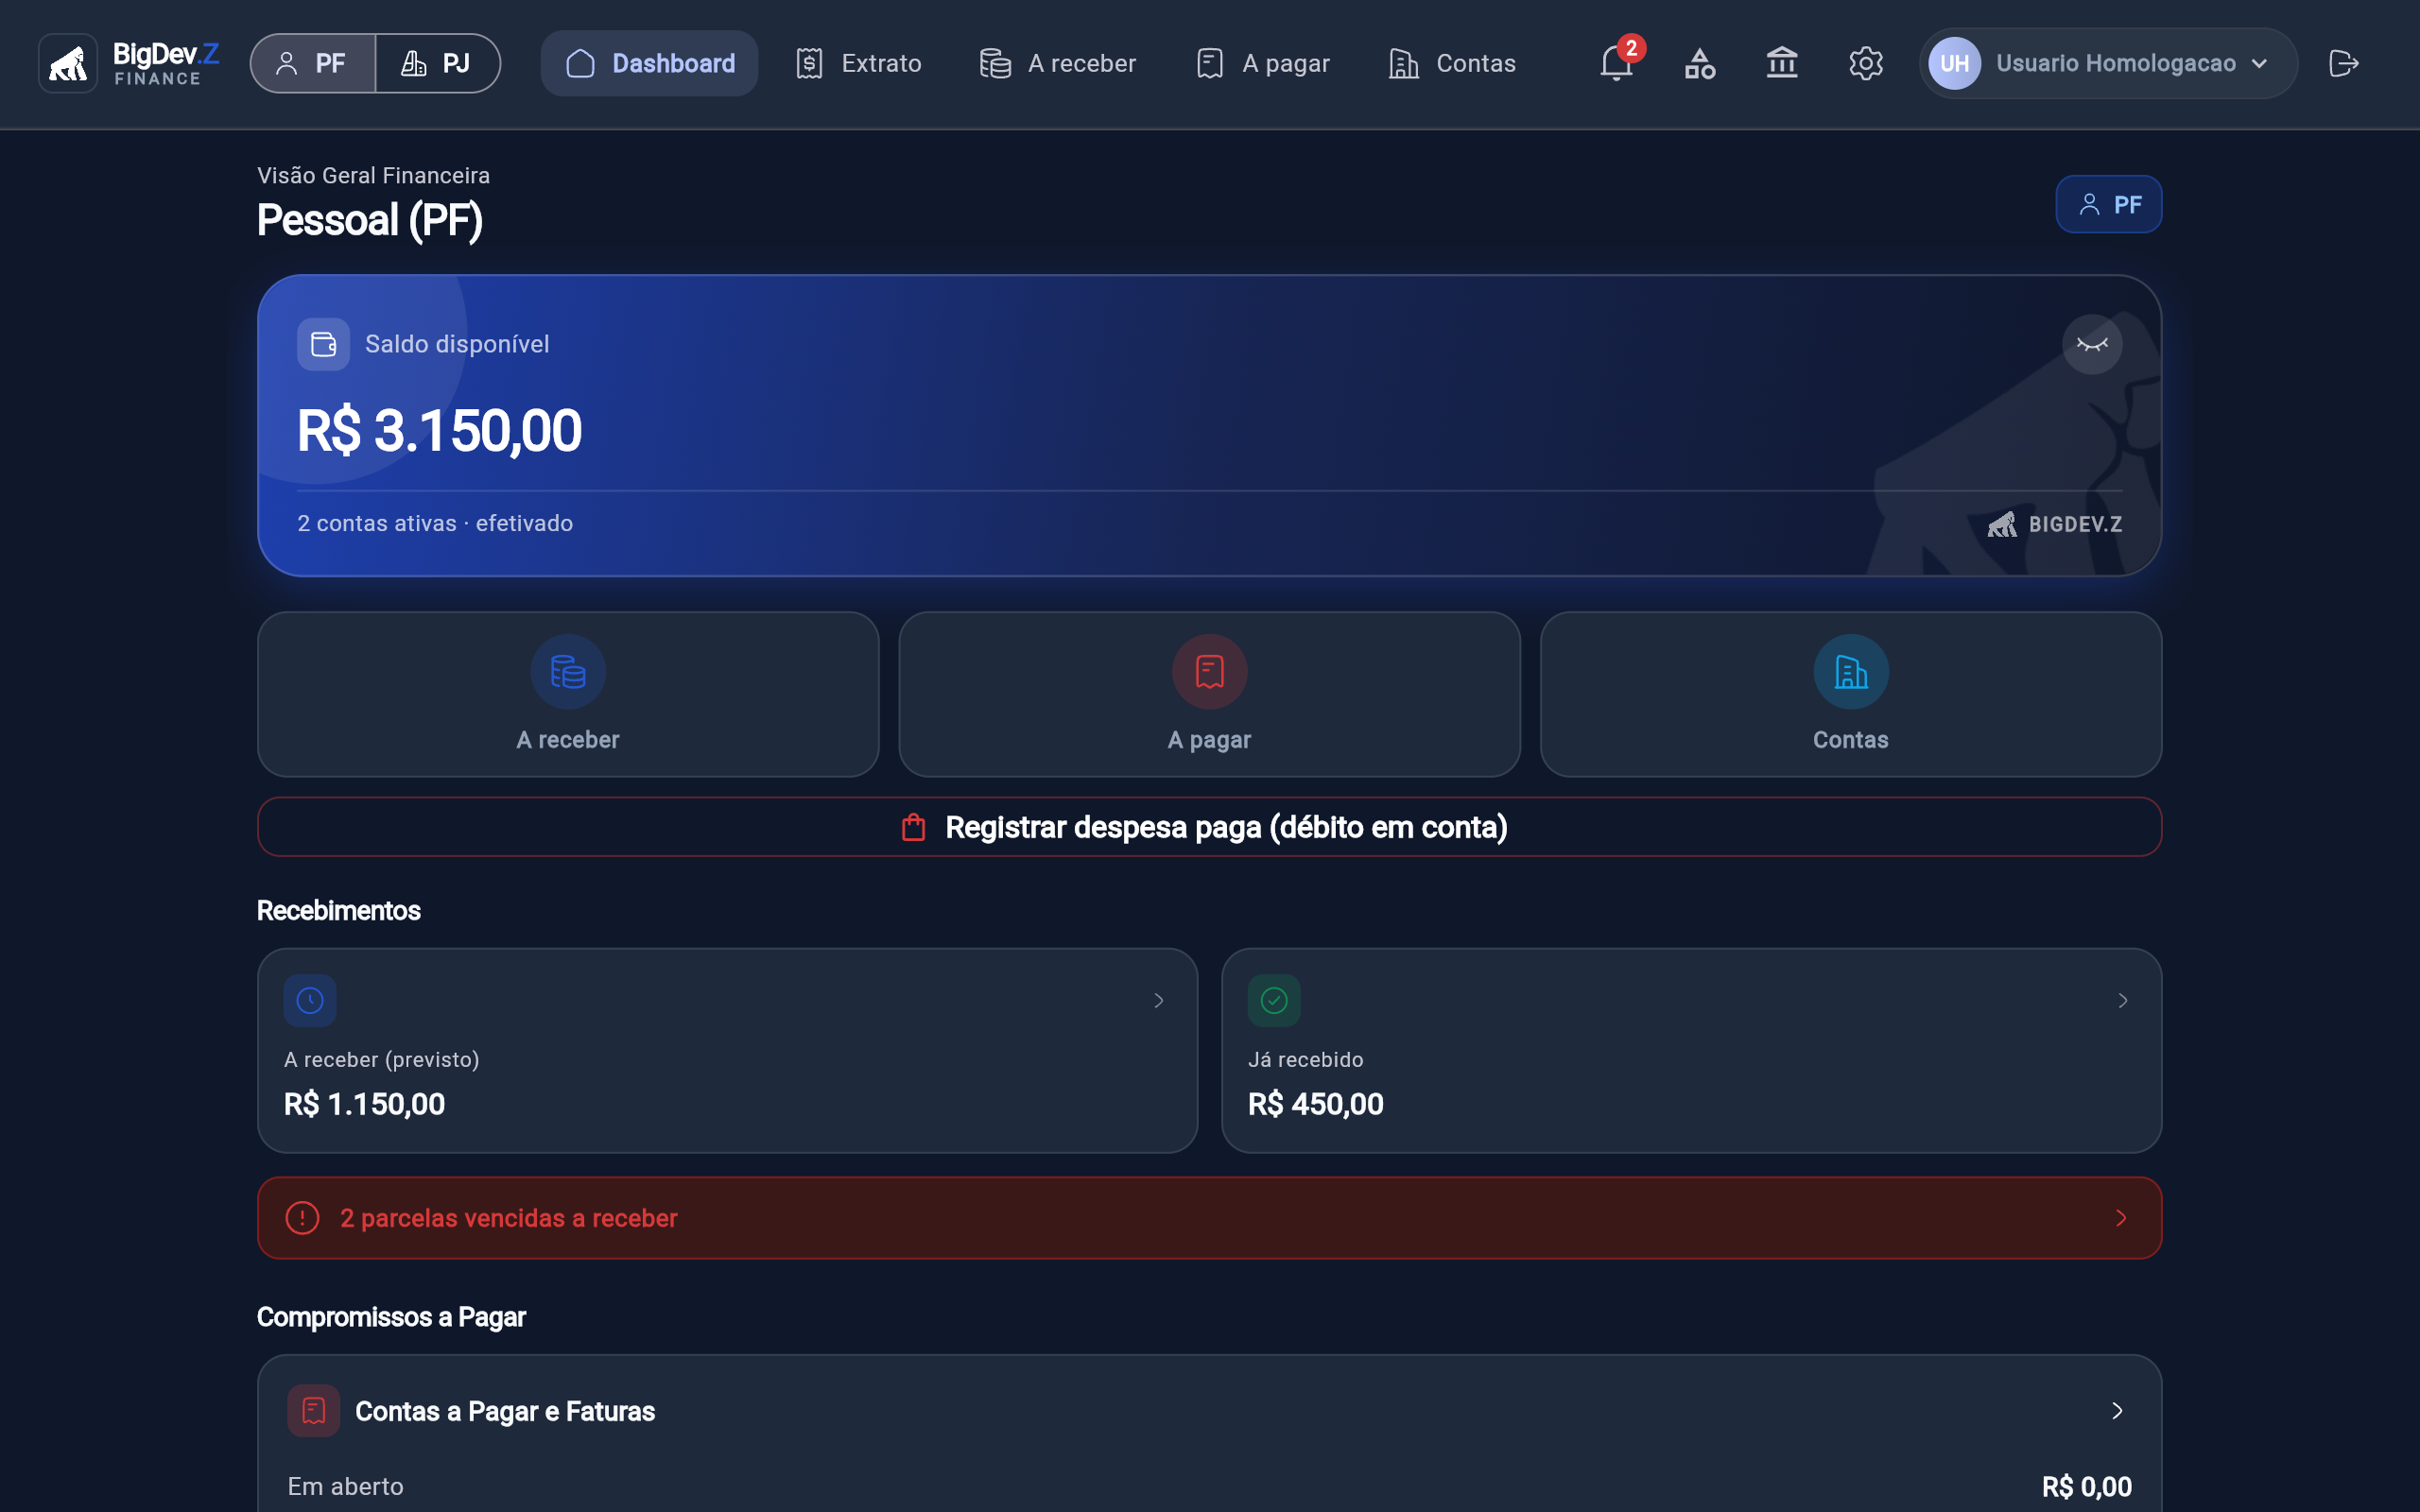 BigDev.Z
FINANCE
PF
PJ
Dashboard
Extrato
A receber
A pagar
Contas
2
UH
Usuario Homologacao
Visão Geral Financeira
Pessoal (PF)
PF
Saldo disponível
R$ 3.150,00
2 contas ativas · efetivado
BIGDEV.Z
A receber
A pagar
Contas
Registrar despesa paga (débito em conta)
Recebimentos
A receber (previsto)
R$ 1.150,00
Já recebido
R$ 450,00
2 parcelas vencidas a receber
Compromissos a Pagar
Contas a Pagar e Faturas
Em aberto
R$ 0,00